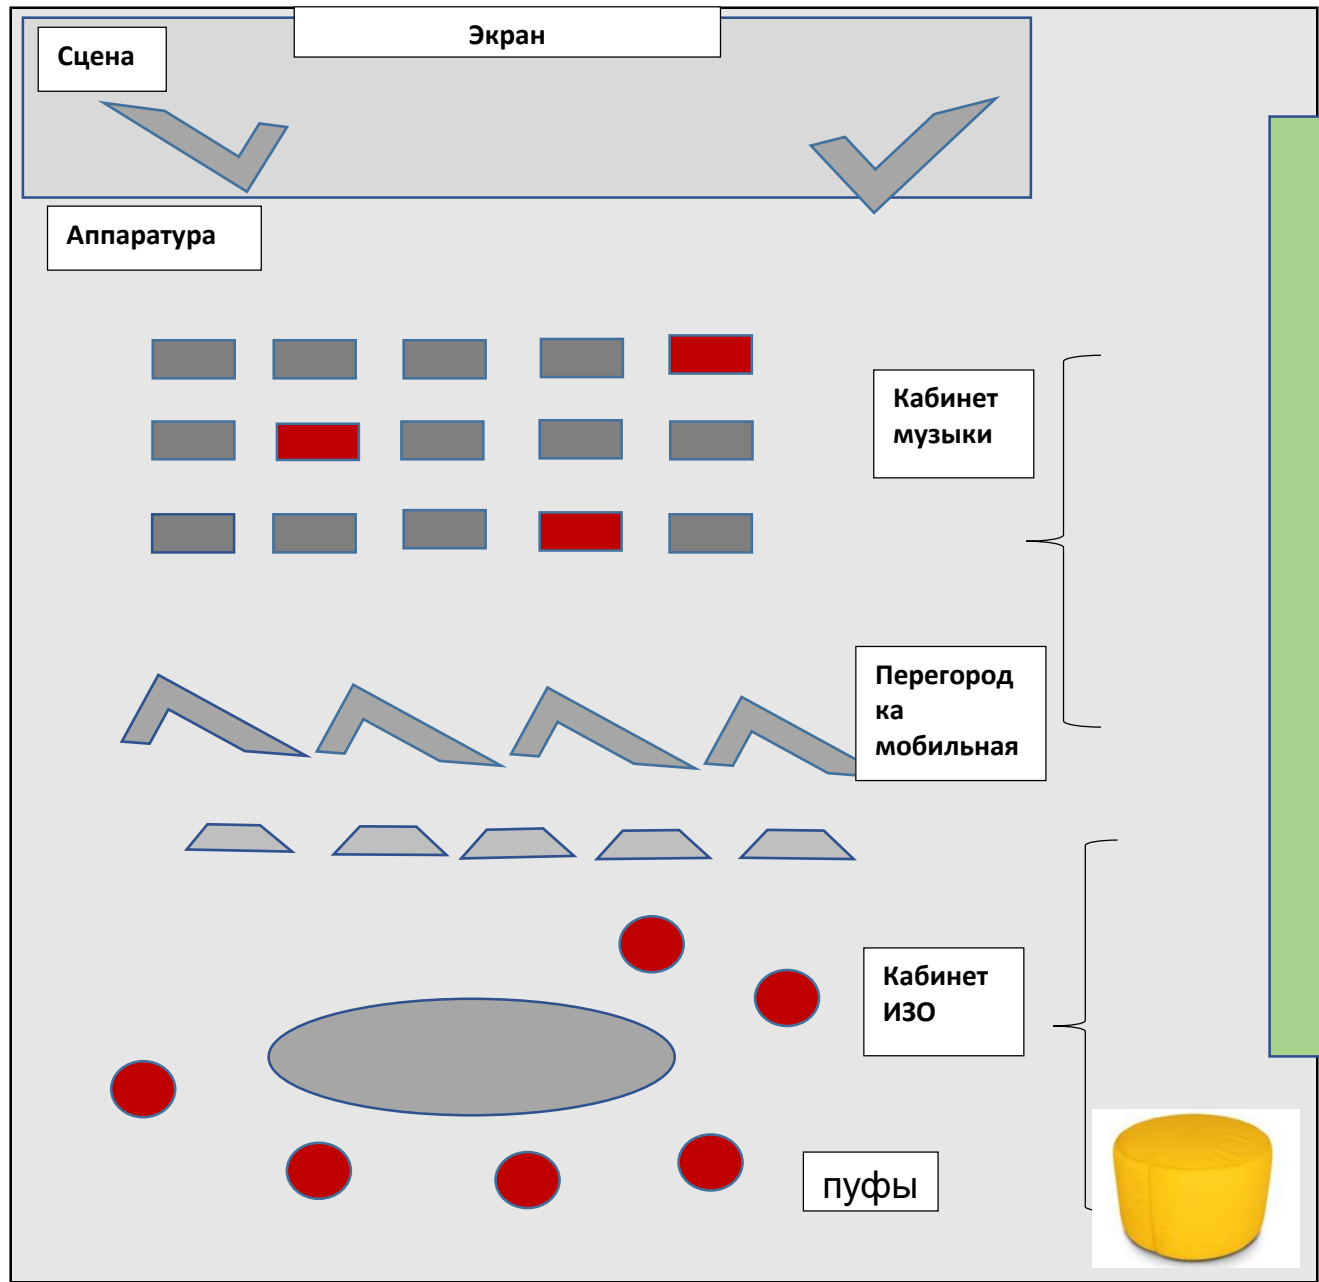 Экран
Сцена
Аппаратура
Кабинет
музыки
Перегород
ка
мобильная
Кабинет
ИЗО
пуфы